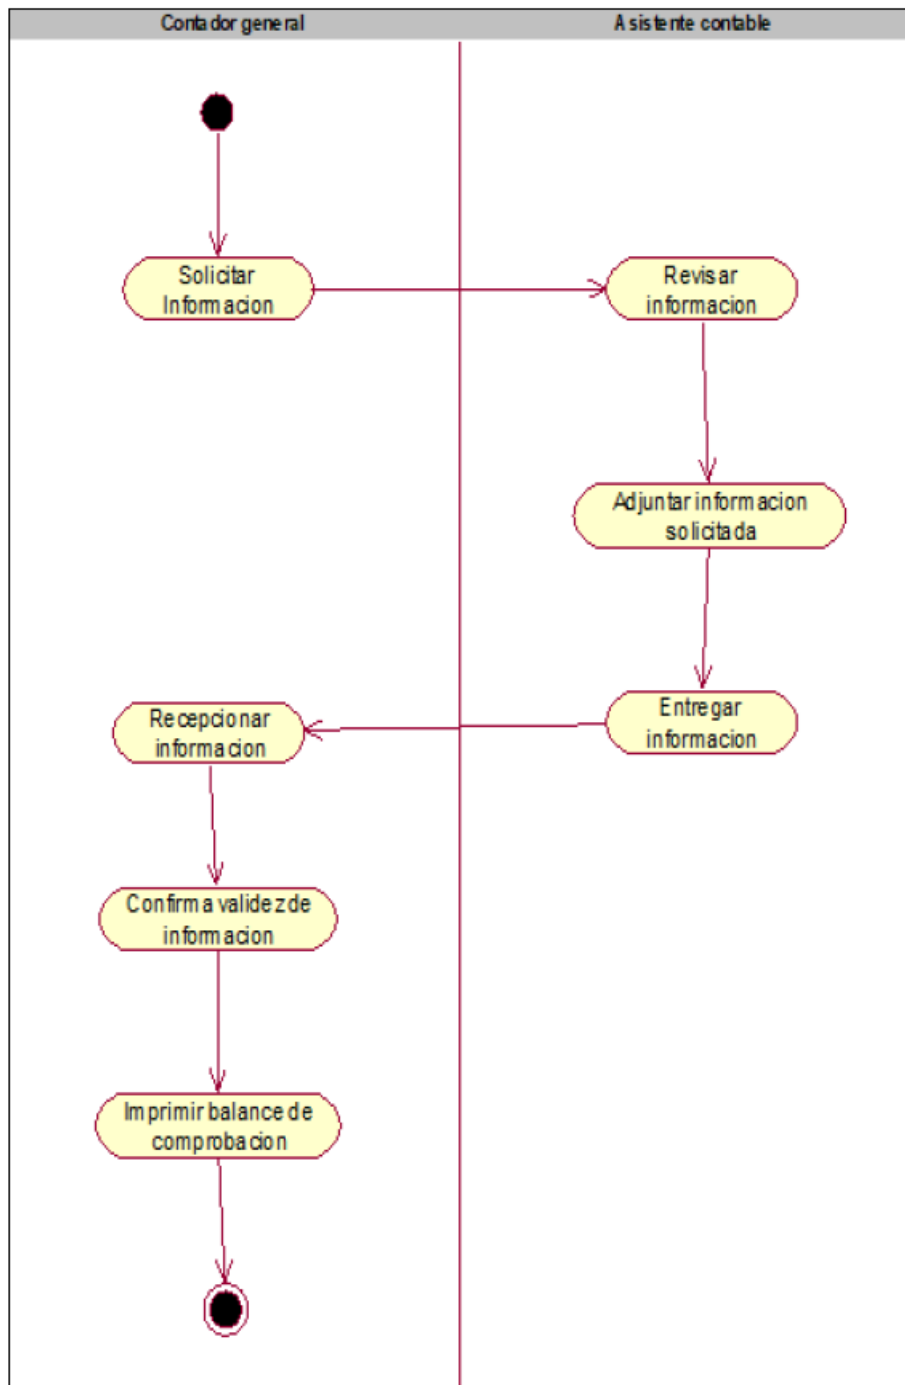 Contador general
Asistente contable
Solicitar
Informacion
Revisar
informacion
Adjuntar informacion
solicitada
Entregar
informacion
Recepcionar
informacion
Confirma validez de
informacion
Imprimir balance de
comprobacion